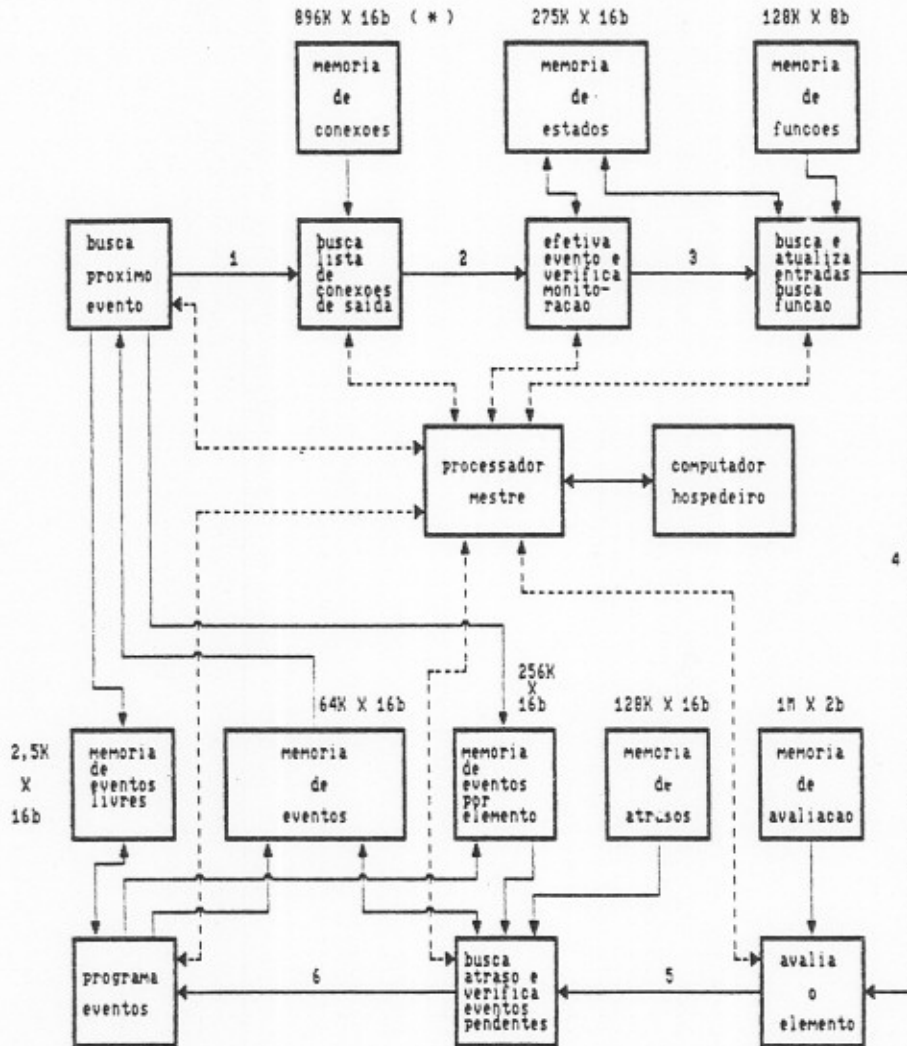 896K X 16b ( * )
275K X 16b
128K X 8b
memoria
de
conexoes
memoria
de
estados
memoria
de
funcoes
busca
proximo
evento
1
busca
lista
de
conexoes
de saida
2
efetiva
evento e
verifica
monito-
racao
3
busca e
atualiza
entradas
busca
funcao
processador
mestre
computador
hospedeiro
4
2,5K
X
16b
memoria
de
eventos
livres
64K X 16b
memoria
de
eventos
256K
X
16b
memoria
de
eventos
por
elemento
128K X 16b
memoria
de
atrasos
1M X 2b
memoria
de
avaliacao
programa
eventos
6
busca
atraso e
verifica
eventos
pendentes
5
avalia
o
elemento